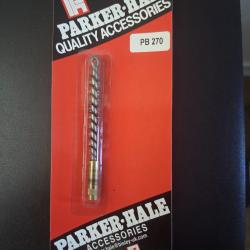 PARKER·HALE
QUALITY ACCESSORIES
PB 270
PARKER·HALE
ACCESSORIES